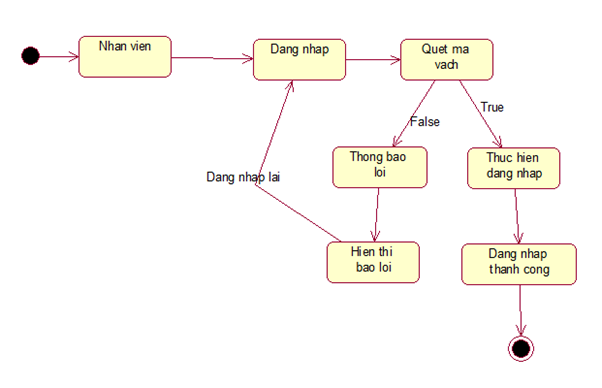 Nhan vien
Dang nhap
Quet ma
vach
False
True
Thong bao
loi
Thuc hien
dang nhap
Dang nhap lai
Hien thi
bao loi
Dang nhap
thanh cong